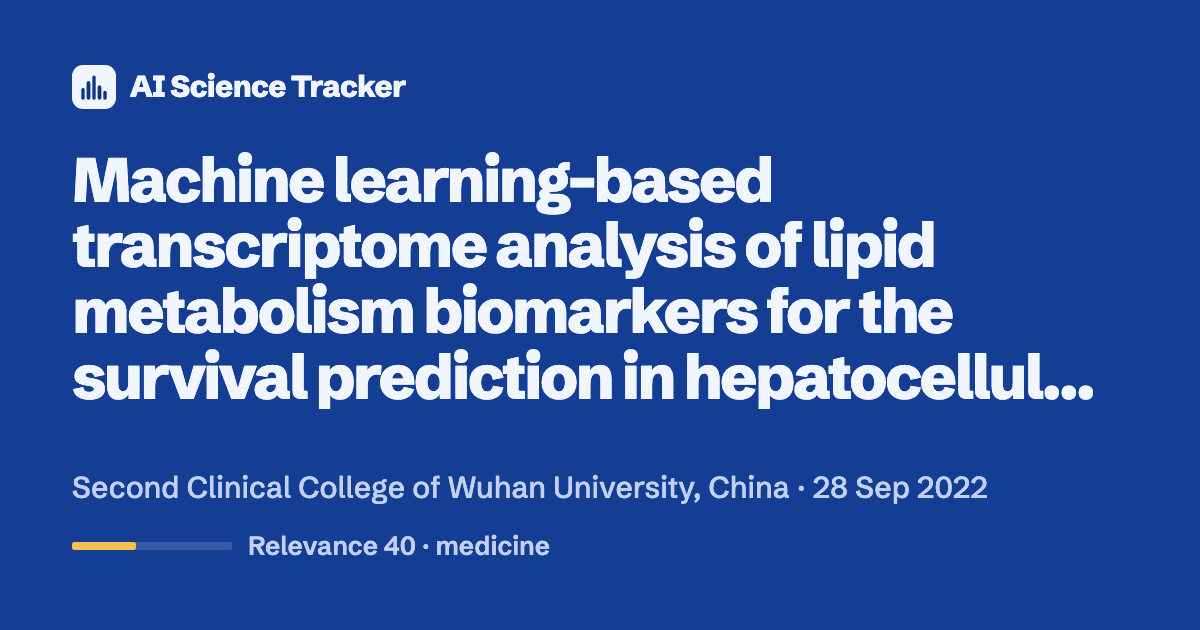 AI Science Tracker
Machine learning-based
transcriptome analysis of lipid
metabolism biomarkers for the
survival prediction in hepatocellul...
Second Clinical College of Wuhan University, China · 28 Sep 2022
Relevance 40 · medicine